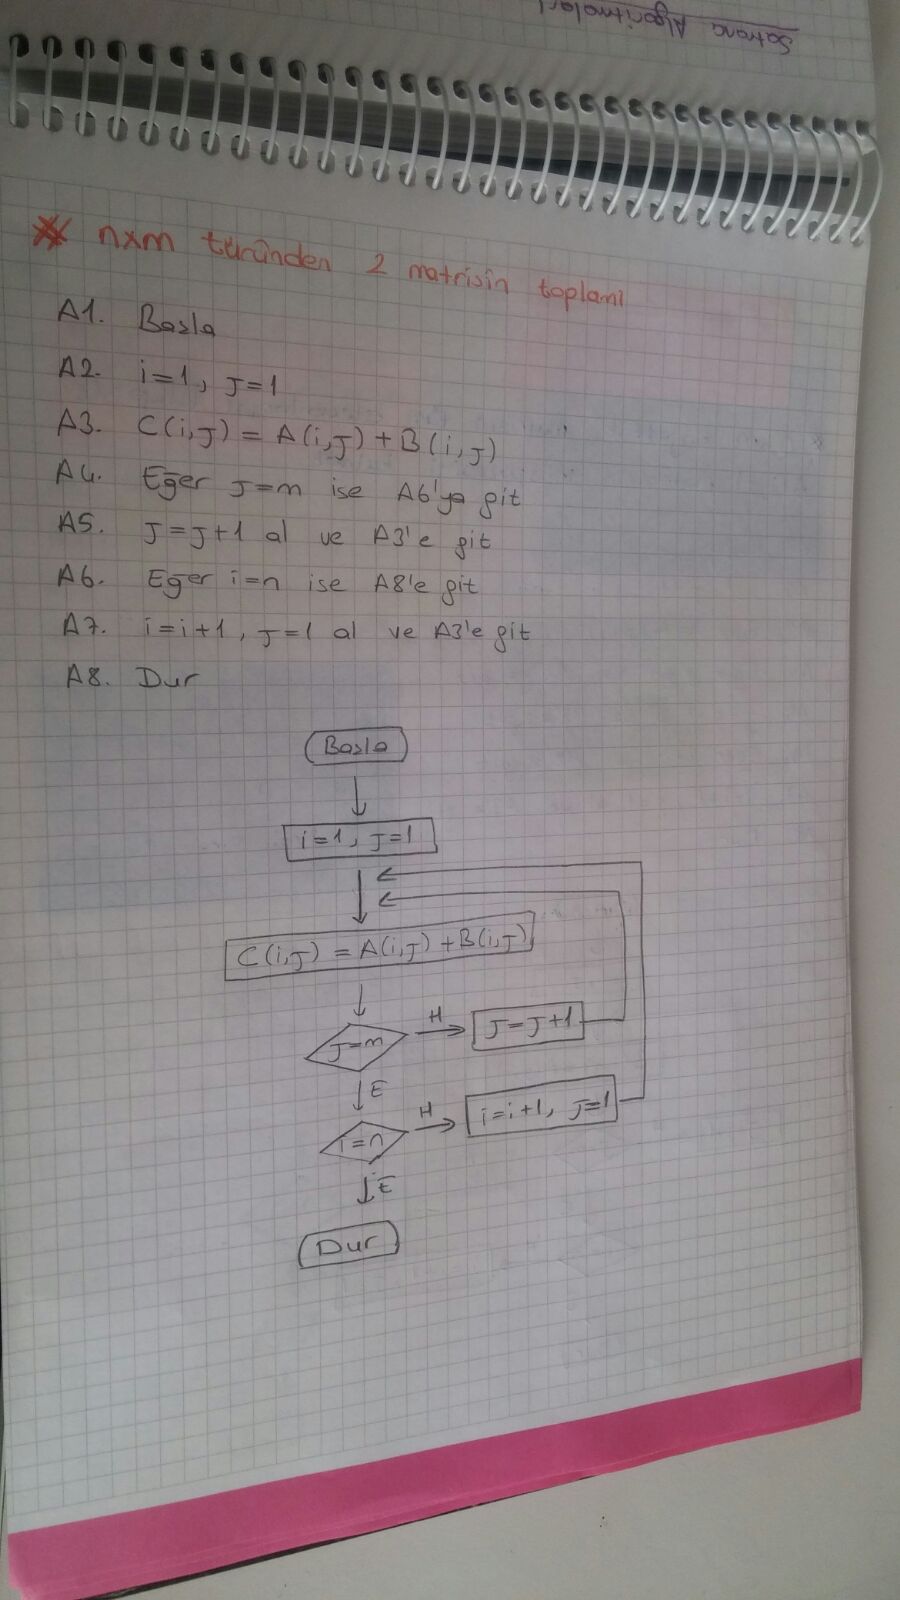 Satranç Algoritmaları
* nxm türünden 2 matrisin toplamı
A1. Başla
A2. i=1, J=1
A3. C(i,J) = A(i,J) + B(i,J)
A4. Eğer J=m ise A6'ya git
A5. J=J+1 al ve A3'e git
A6. Eğer i=n ise A8'e git
A7. i=i+1, J=1 al ve A3'e git
A8. Dur
Başla
i=1, J=1
C(i,J) = A(i,J) + B(i,J)
J=m
H
J=J+1
E
i=n
H
i=i+1, J=1
E
Dur